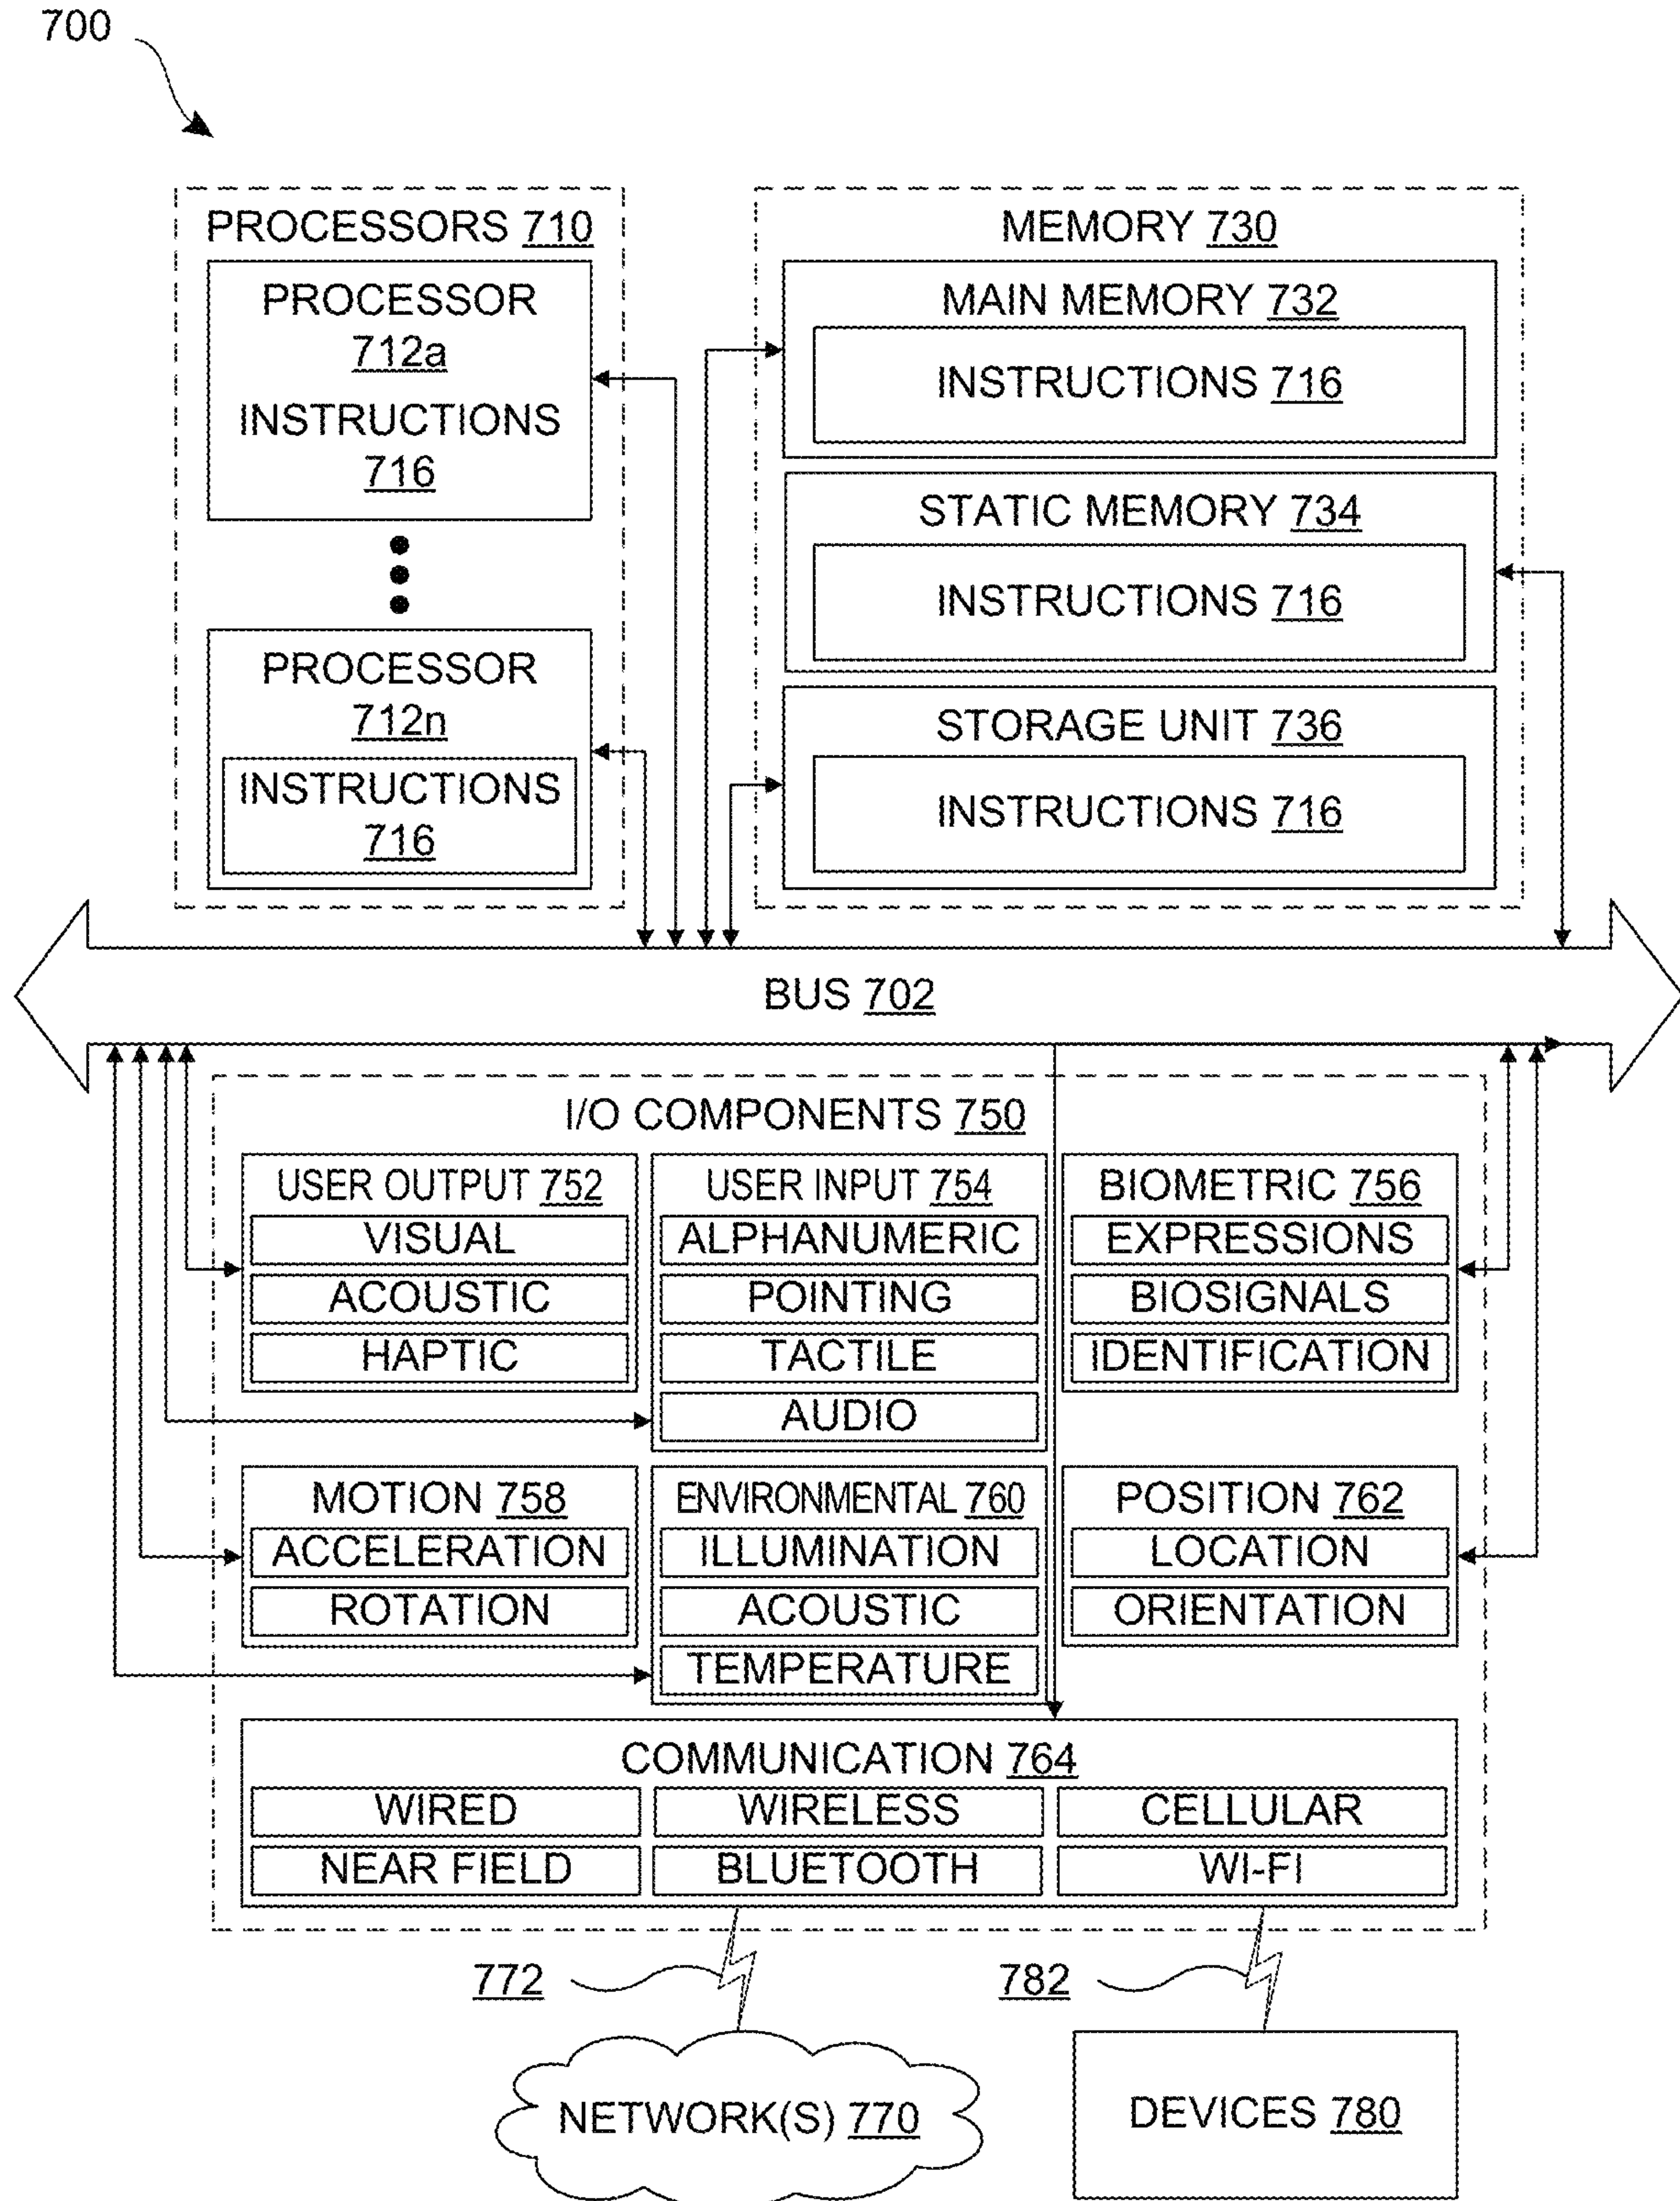 700
PROCESSORS 710
PROCESSOR
712a
INSTRUCTIONS
716
PROCESSOR
712n
INSTRUCTIONS
716
MEMORY 730
MAIN MEMORY 732
INSTRUCTIONS 716
STATIC MEMORY 734
INSTRUCTIONS 716
STORAGE UNIT 736
INSTRUCTIONS 716
BUS 702
I/O COMPONENTS 750
USER OUTPUT 752
VISUAL
ACOUSTIC
HAPTIC
USER INPUT 754
ALPHANUMERIC
POINTING
TACTILE
AUDIO
BIOMETRIC 756
EXPRESSIONS
BIOSIGNALS
IDENTIFICATION
MOTION 758
ACCELERATION
ROTATION
ENVIRONMENTAL 760
ILLUMINATION
ACOUSTIC
TEMPERATURE
POSITION 762
LOCATION
ORIENTATION
COMMUNICATION 764
WIRED
WIRELESS
CELLULAR
NEAR FIELD
BLUETOOTH
WI-FI
772
782
NETWORK(S) 770
DEVICES 780